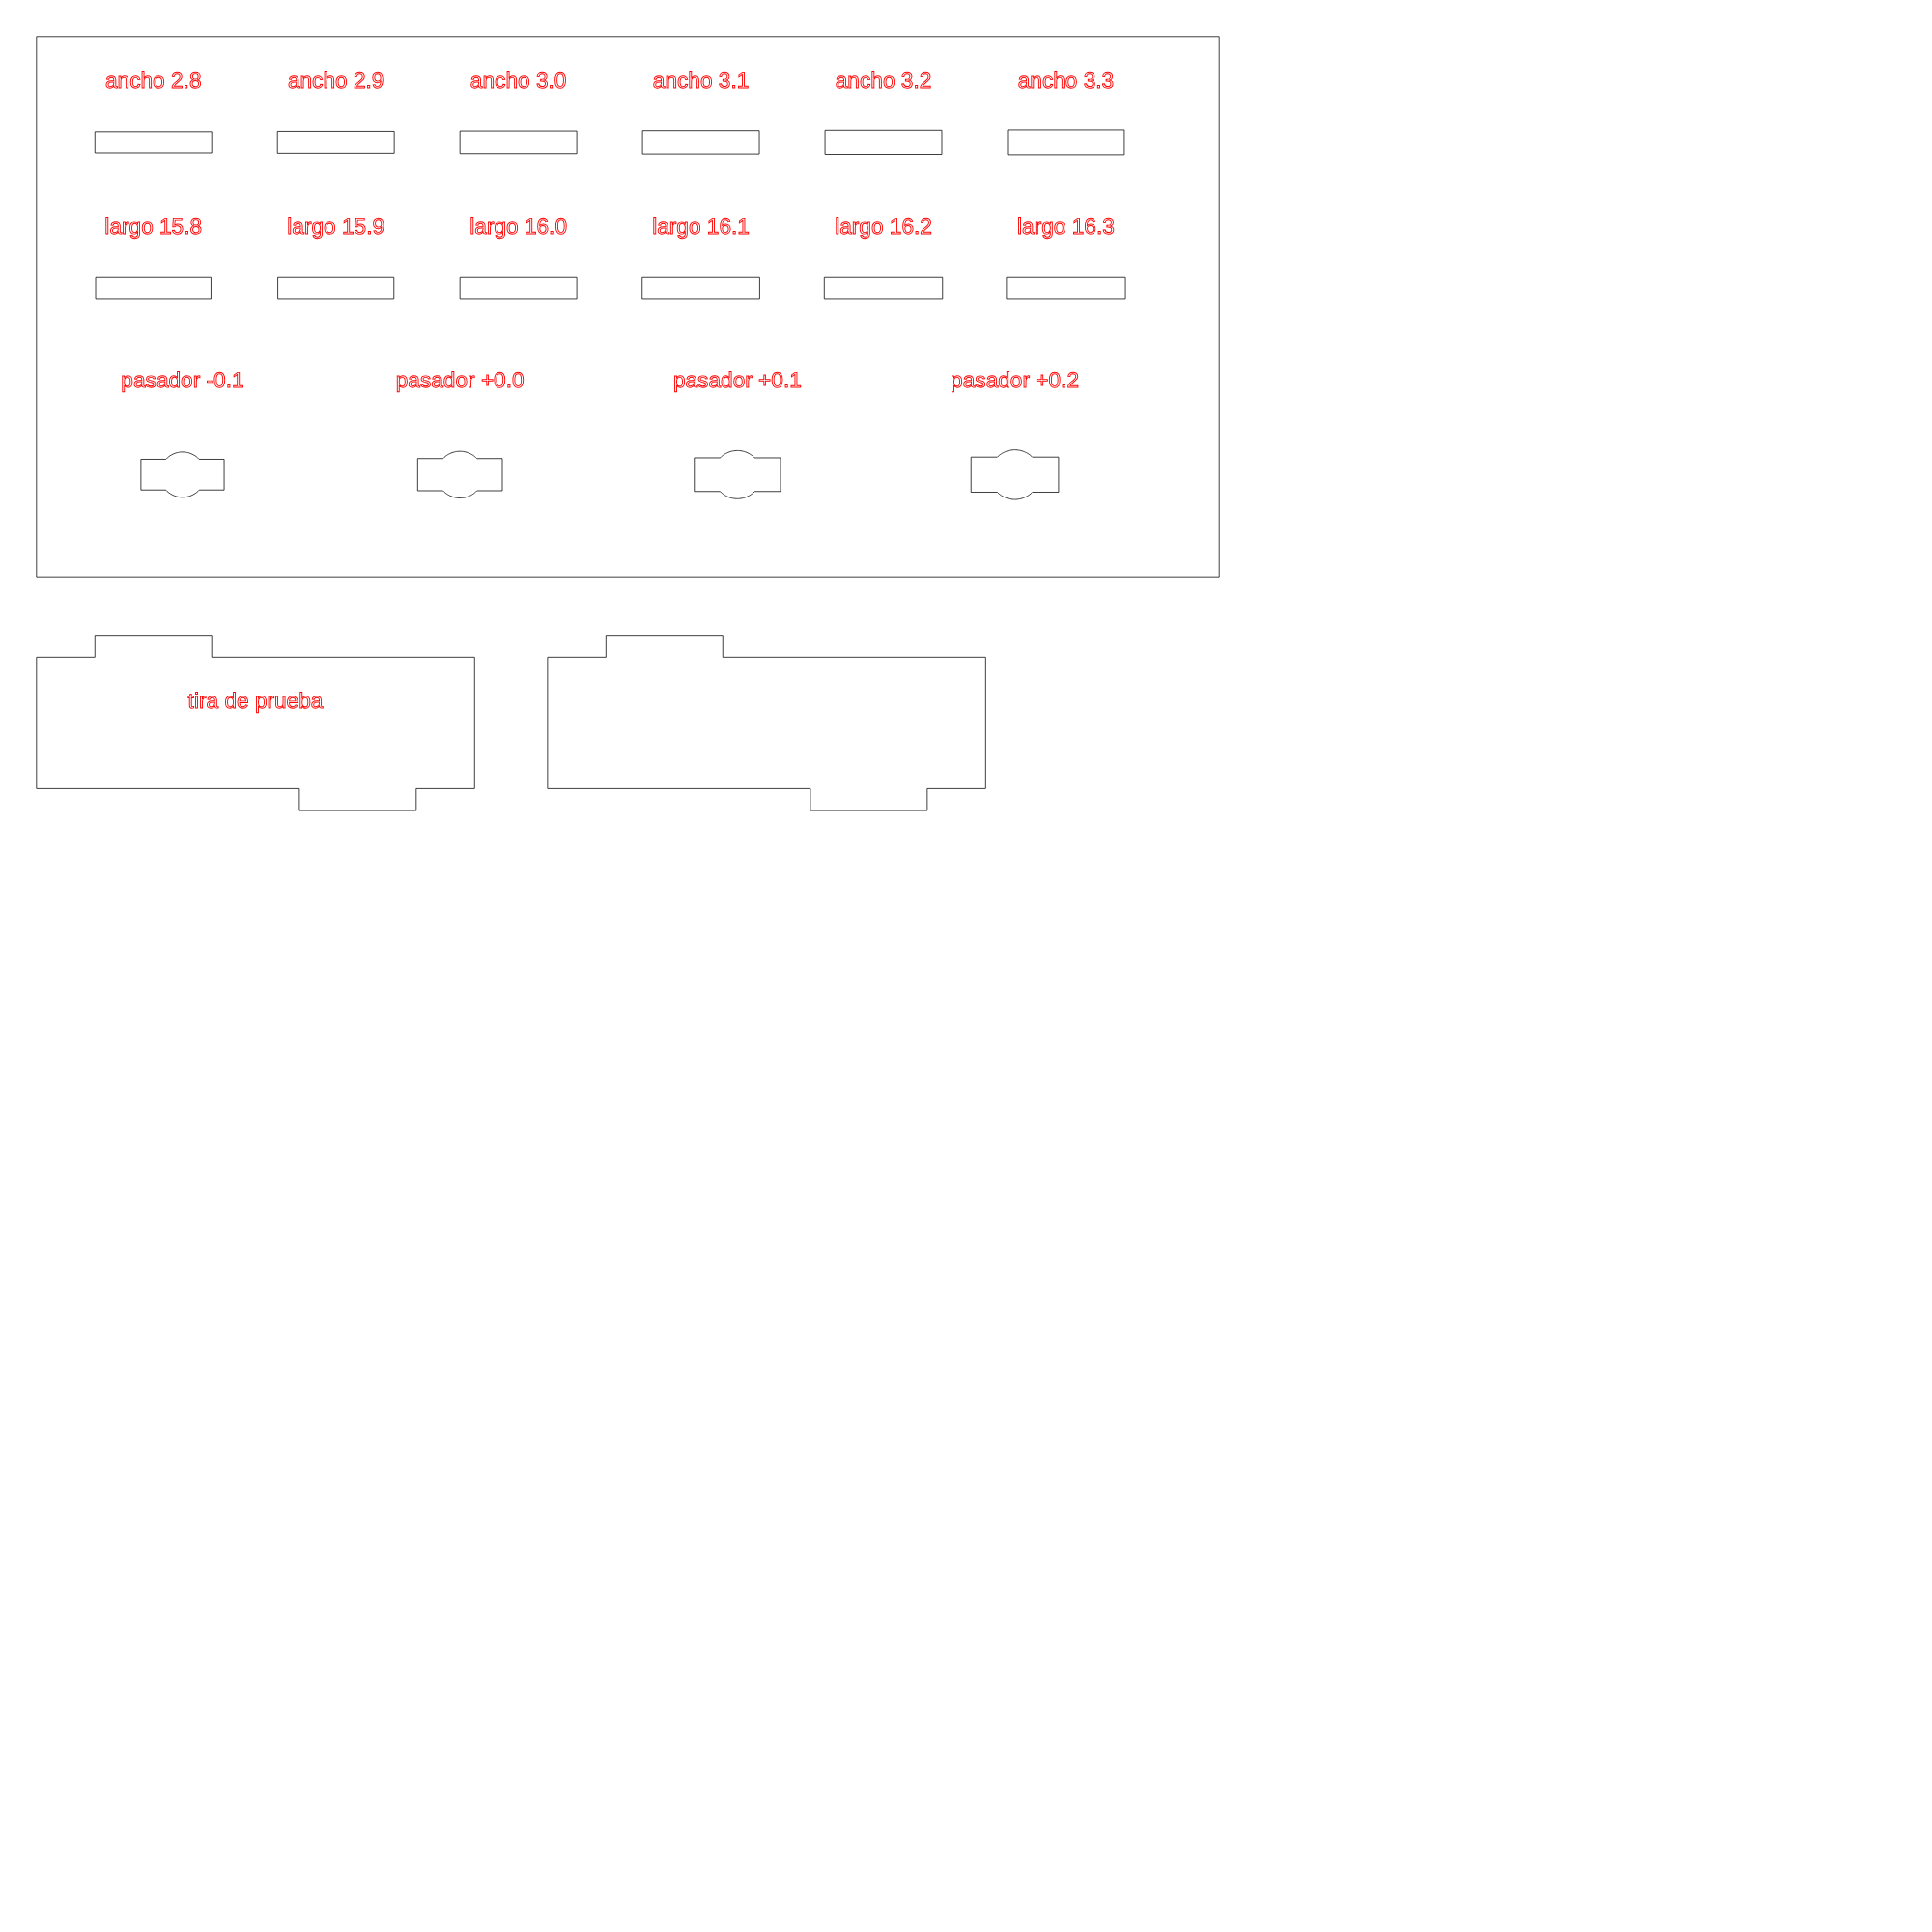 ancho 2.8 ancho 2.9 ancho 3.0 ancho 3.1 ancho 3.2 ancho 3.3
largo 15.8 largo 15.9 largo 16.0 largo 16.1 largo 16.2 largo 16.3
pasador -0.1 pasador +0.0 pasador +0.1 pasador +0.2
tira de prueba